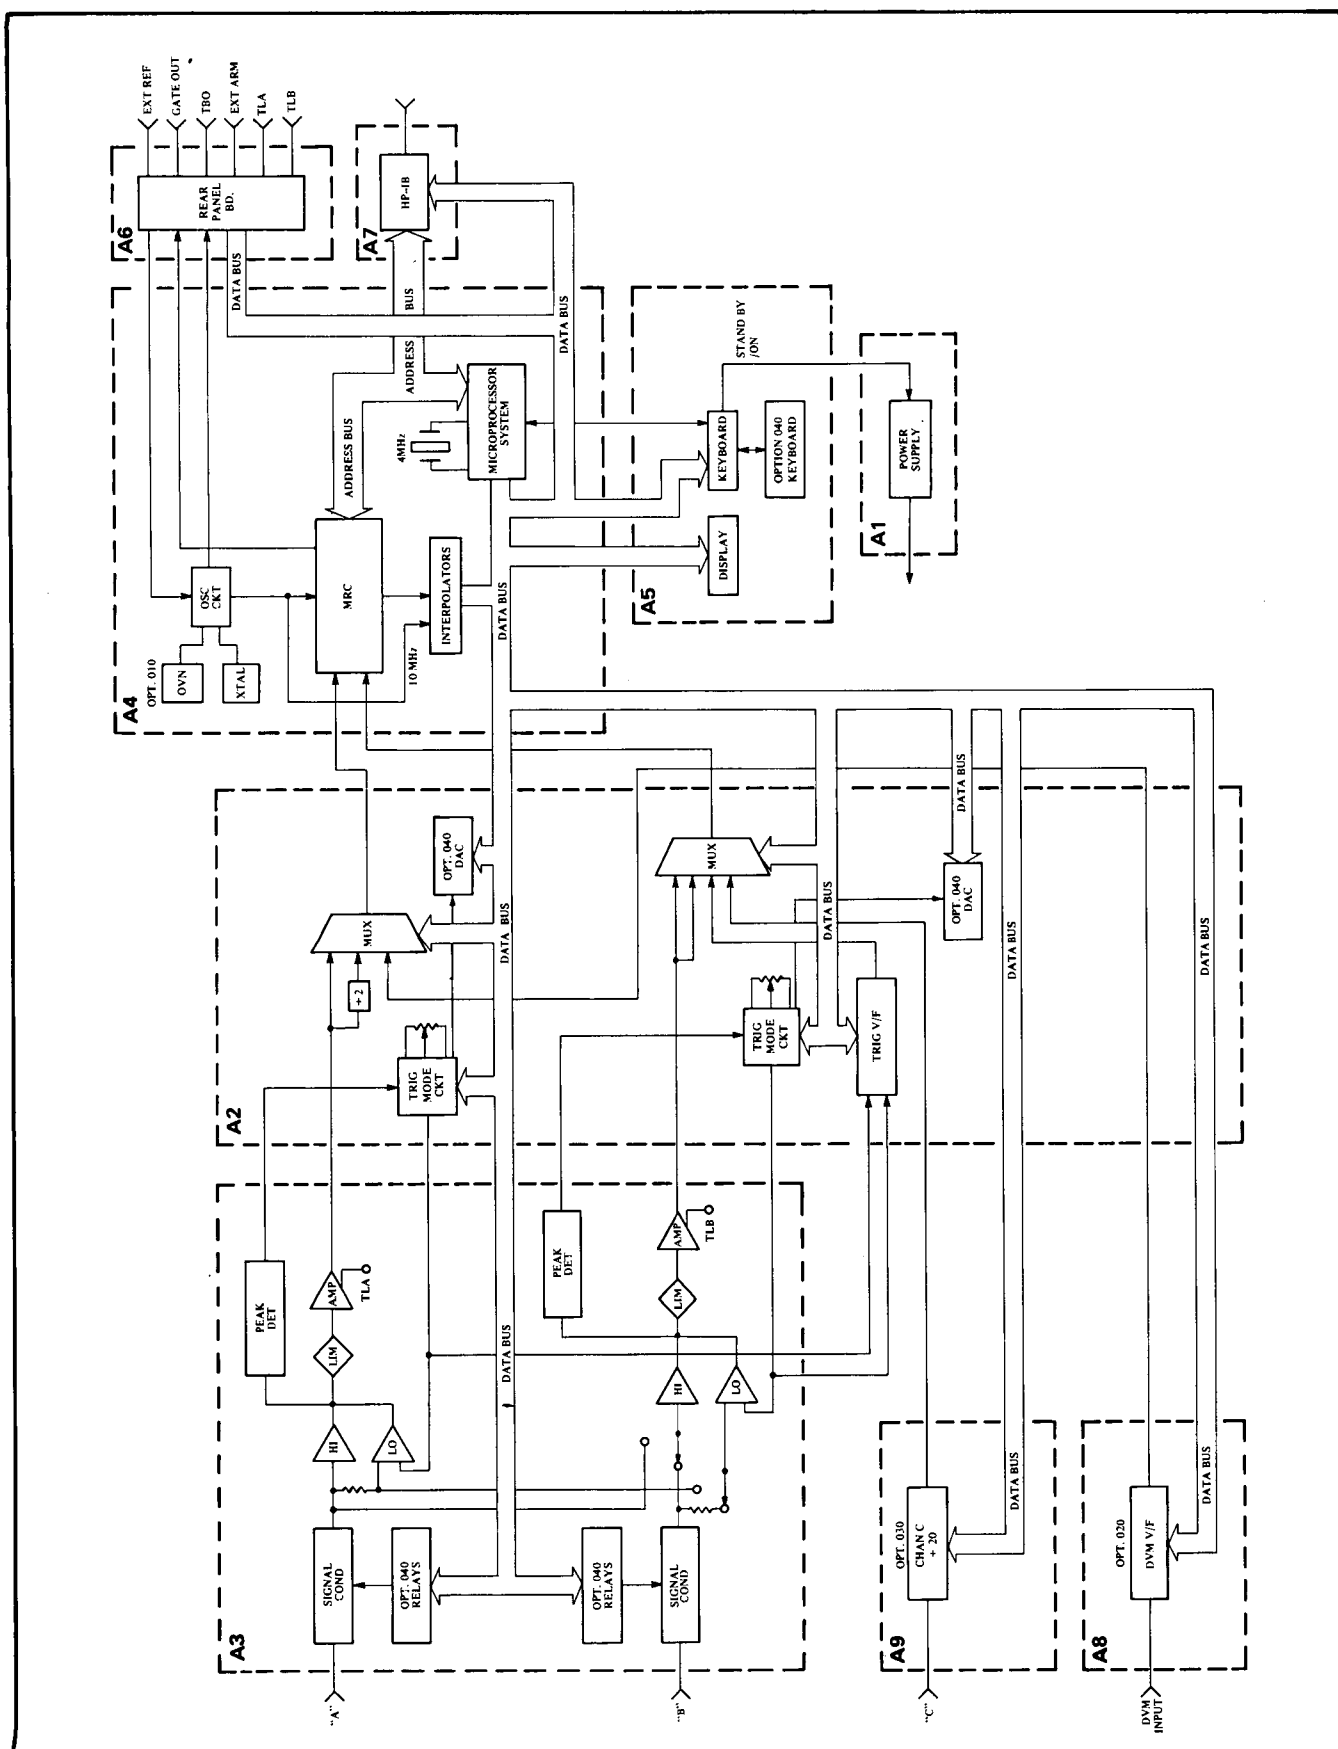 EXT REF
GATE OUT
TBO
EXT ARM
TLA
TLB
REAR
PANEL
BD.
A6
DATA BUS
HP-IB
A7
ADDRESS
BUS
ADDRESS BUS
DATA BUS
MICROPROCESSOR
SYSTEM
4MHz
MRC
OSC
CKT
OPT. 010
OVN
XTAL
INTERPOLATORS
10 MHz
A4
DATA BUS
STAND BY
/ON
KEYBOARD
OPTION 040
KEYBOARD
DISPLAY
A5
POWER
SUPPLY
A1
MUX
+ 2
OPT. 040
DAC
TRIG
MODE
CKT
DATA BUS
MUX
DATA BUS
DATA BUS
OPT. 040
DAC
TRIG
MODE
CKT
TRIG V/F
DATA BUS
DATA BUS
A2
PEAK
DET
AMP
TLA
LIM
HI
LO
DATA BUS
PEAK
DET
AMP
TLB
LIM
HI
LO
SIGNAL
COND
OPT. 040
RELAYS
OPT. 040
RELAYS
SIGNAL
COND
A3
"A"
"B"
OPT. 030
CHAN C
+ 20
DATA BUS
A9
"C"
OPT. 020
DVM V/F
DATA BUS
A8
DVM
INPUT